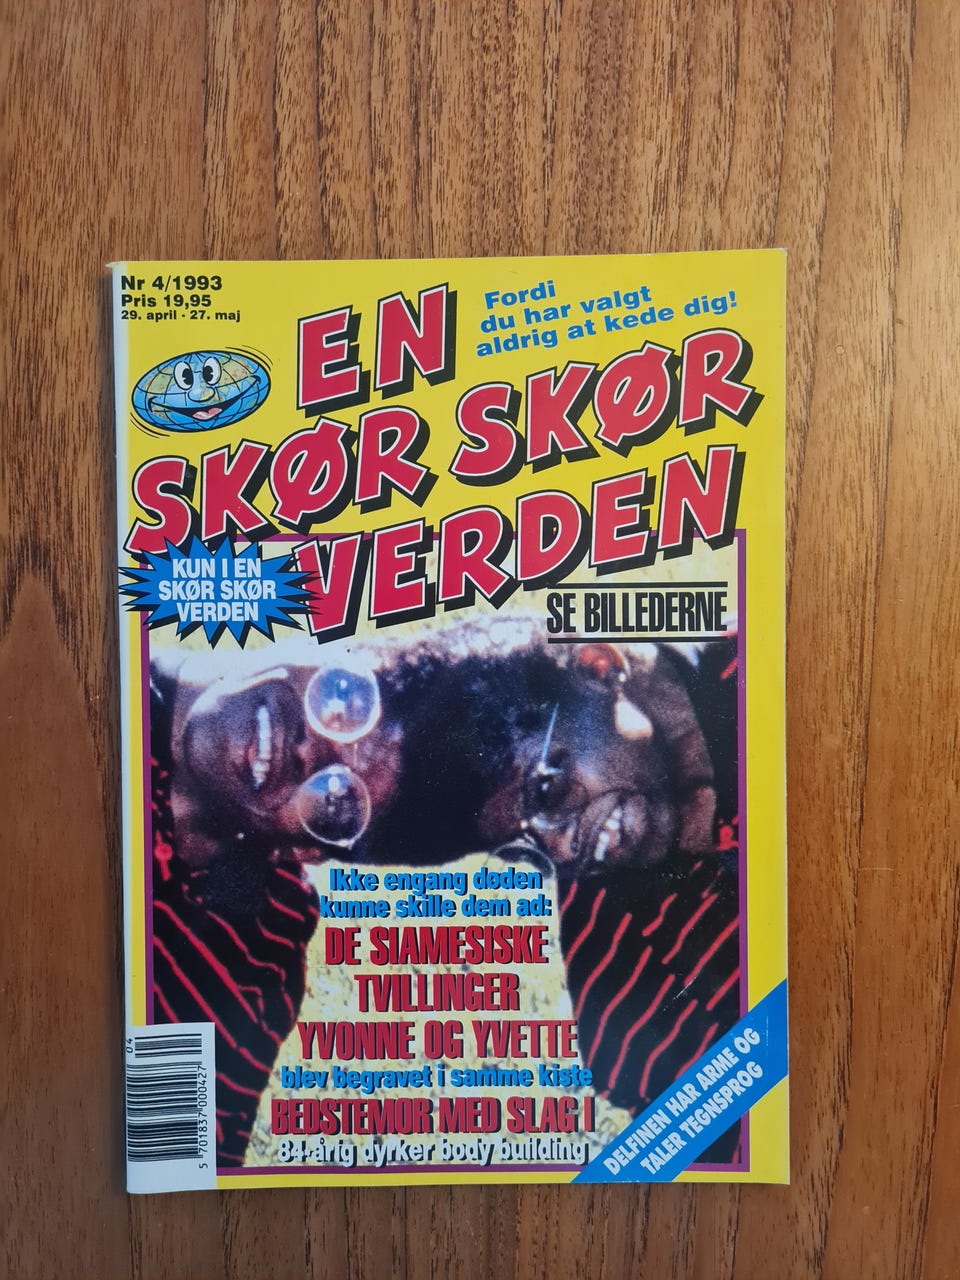 Nr 4/1993
Pris 19,95
29. april - 27. maj
Fordi
du har valgt
aldrig at kede dig!
EN
SKØR SKØR
VERDEN
KUN I EN
SKØR SKØR
VERDEN
SE BILLEDERNE
Ikke engang døden
kunne skille dem ad:
DE SIAMESISKE
TVILLINGER
YVONNE OG YVETTE
blev begravet i samme kiste
BEDSTEMOR MED SLAG I
84-årig dyrker body building
DELFINEN HAR ARME OG
TALER TEGNSPROG
04
5 701837 000427